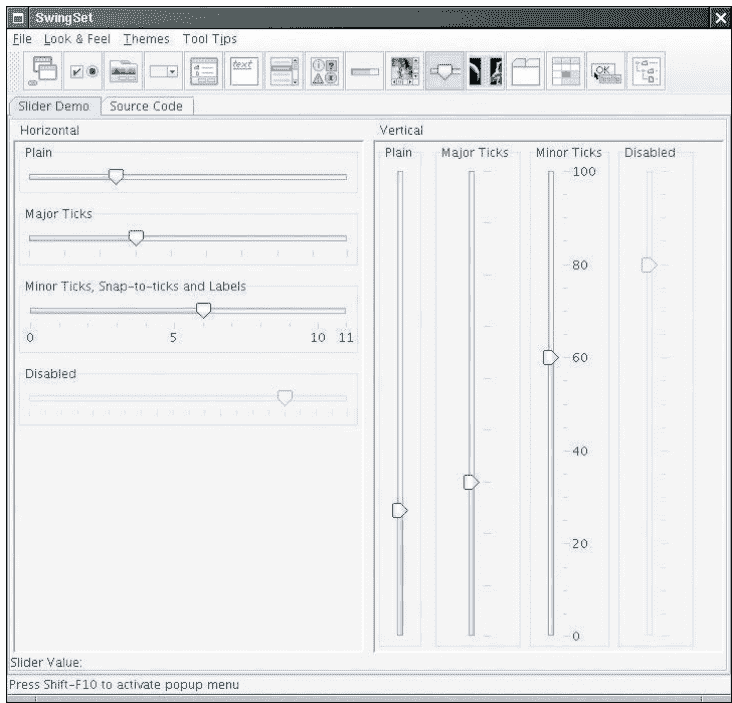 SwingSet
File Look & Feel Themes Tool Tips
text
OK
Slider Demo Source Code
Horizontal
Plain
Major Ticks
Minor Ticks, Snap-to-ticks and Labels
0 5 10 11
Disabled
Vertical
Plain Major Ticks Minor Ticks Disabled
100
80
60
40
20
0
Slider Value:
Press Shift-F10 to activate popup menu